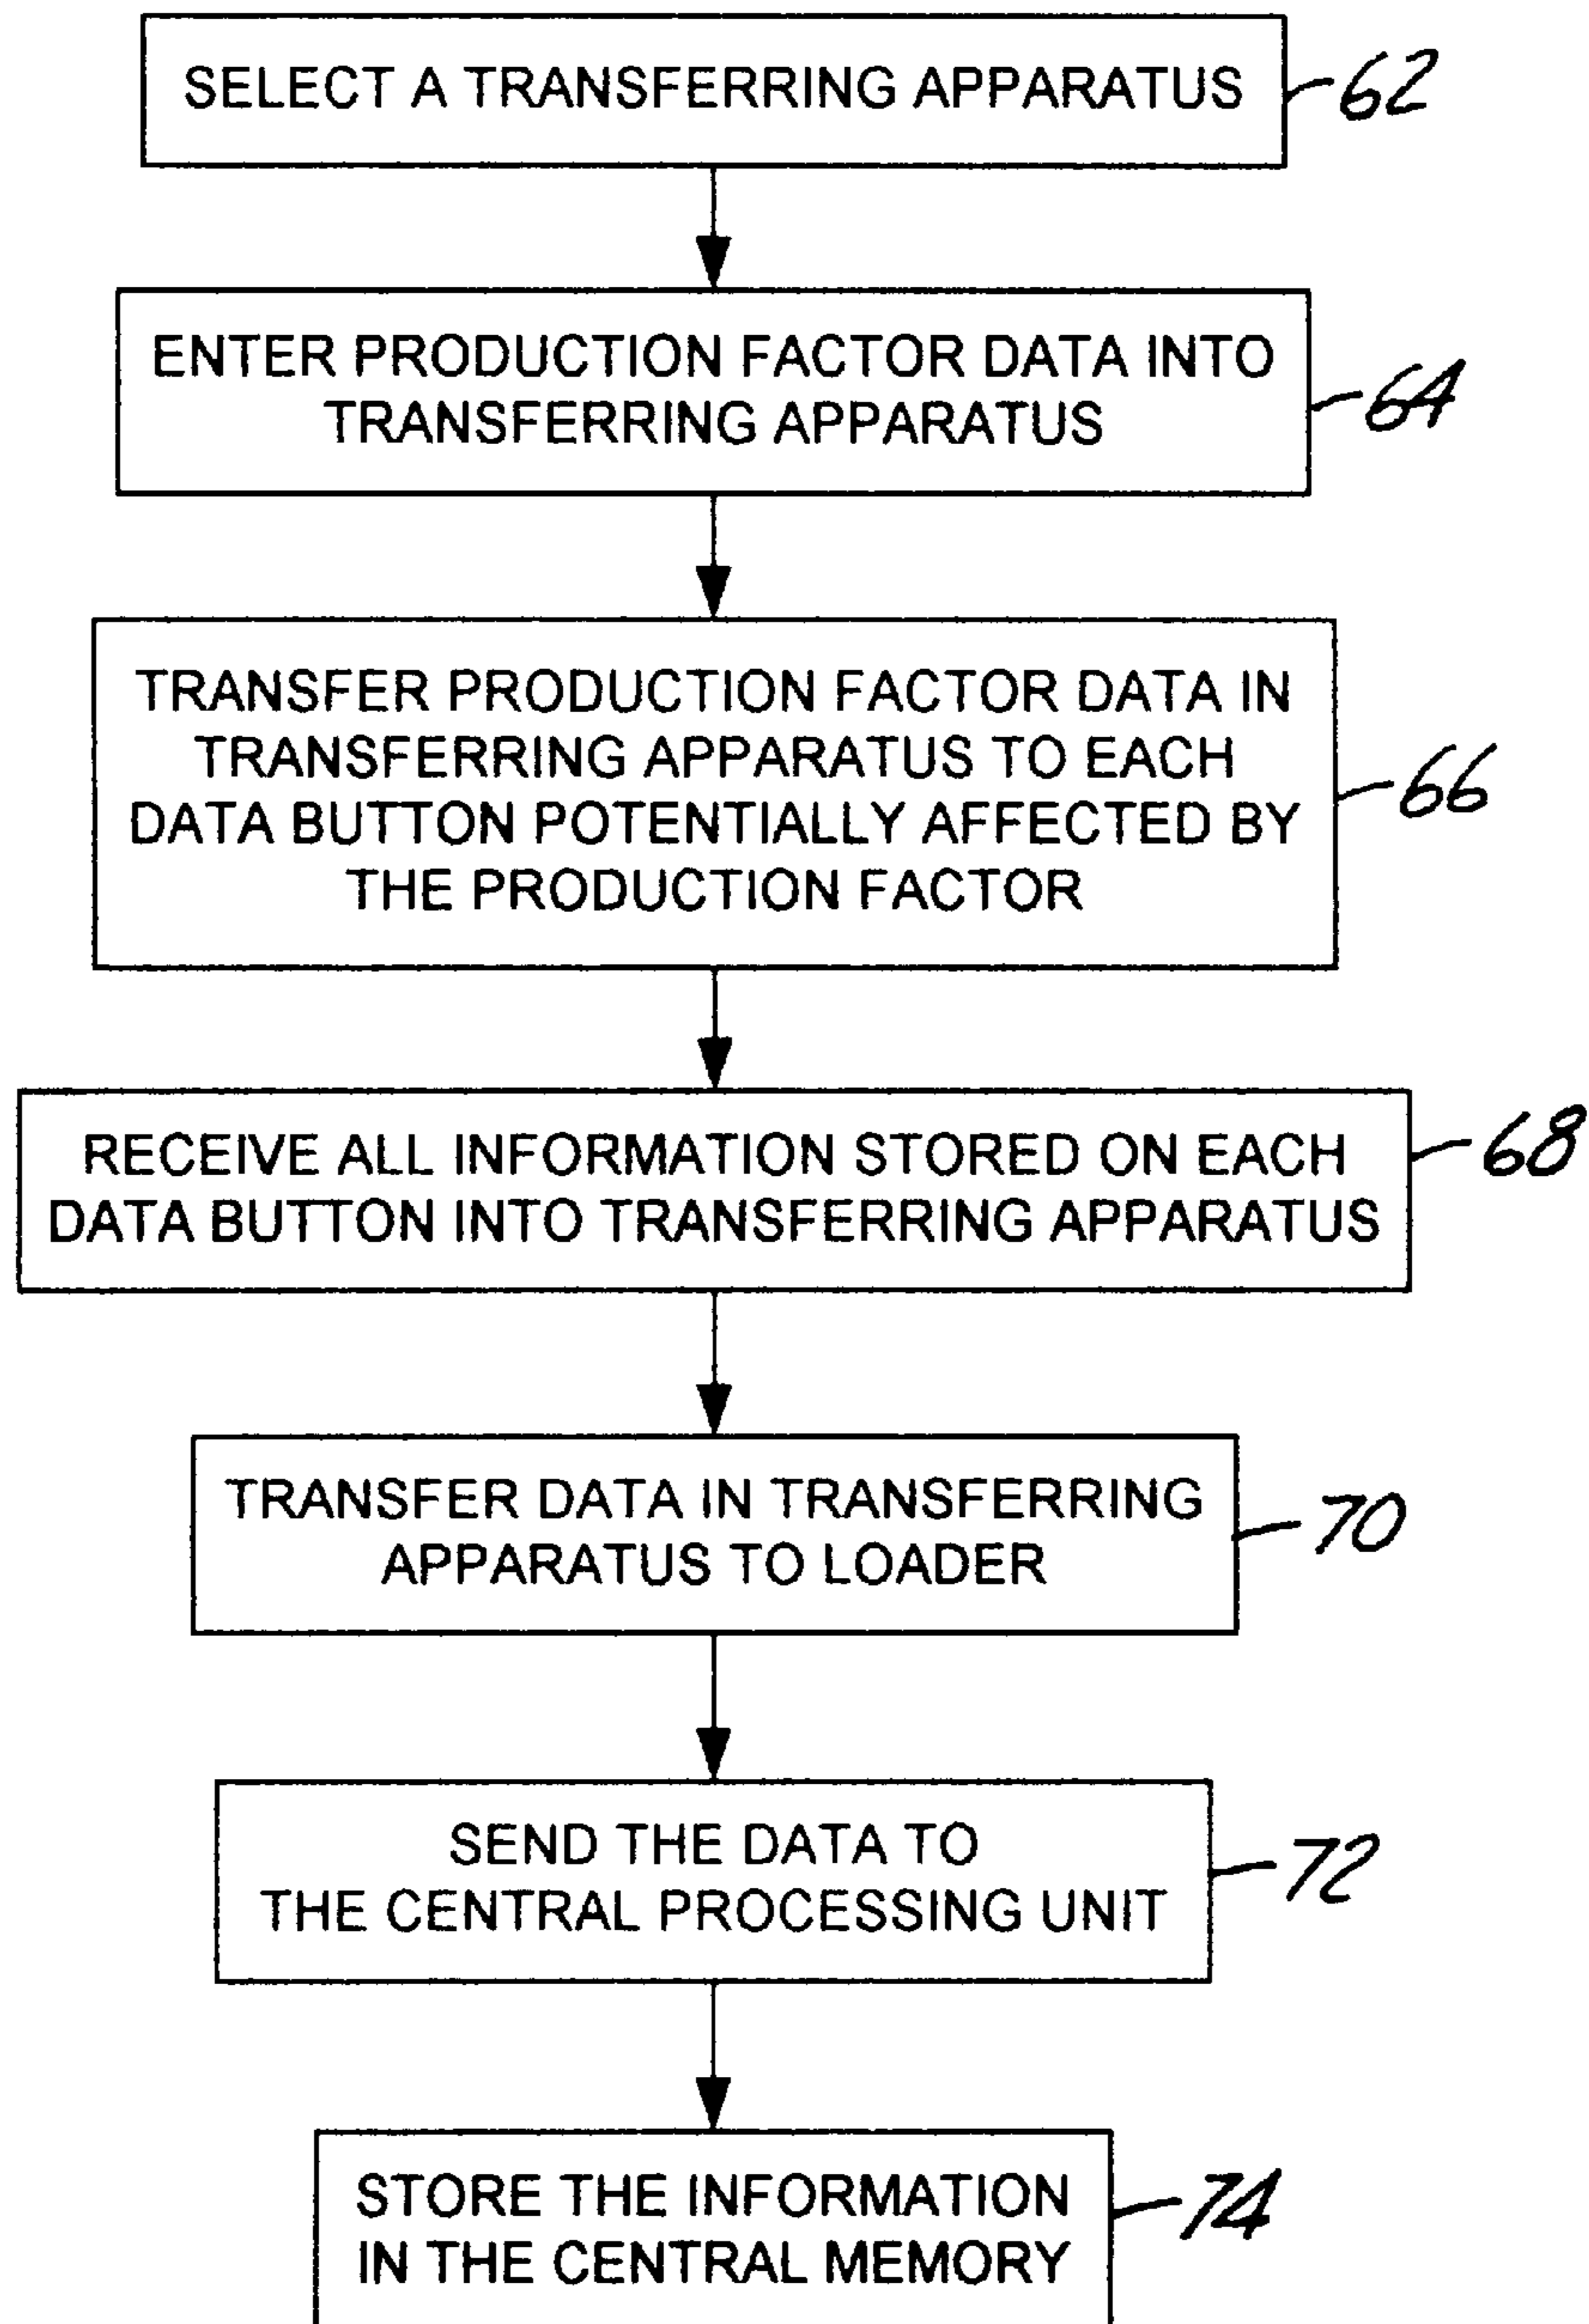 SELECT A TRANSFERRING APPARATUS
62
ENTER PRODUCTION FACTOR DATA INTO
TRANSFERRING APPARATUS
64
TRANSFER PRODUCTION FACTOR DATA IN
TRANSFERRING APPARATUS TO EACH
DATA BUTTON POTENTIALLY AFFECTED BY
THE PRODUCTION FACTOR
66
RECEIVE ALL INFORMATION STORED ON EACH
DATA BUTTON INTO TRANSFERRING APPARATUS
68
TRANSFER DATA IN TRANSFERRING
APPARATUS TO LOADER
70
SEND THE DATA TO
THE CENTRAL PROCESSING UNIT
72
STORE THE INFORMATION
IN THE CENTRAL MEMORY
74